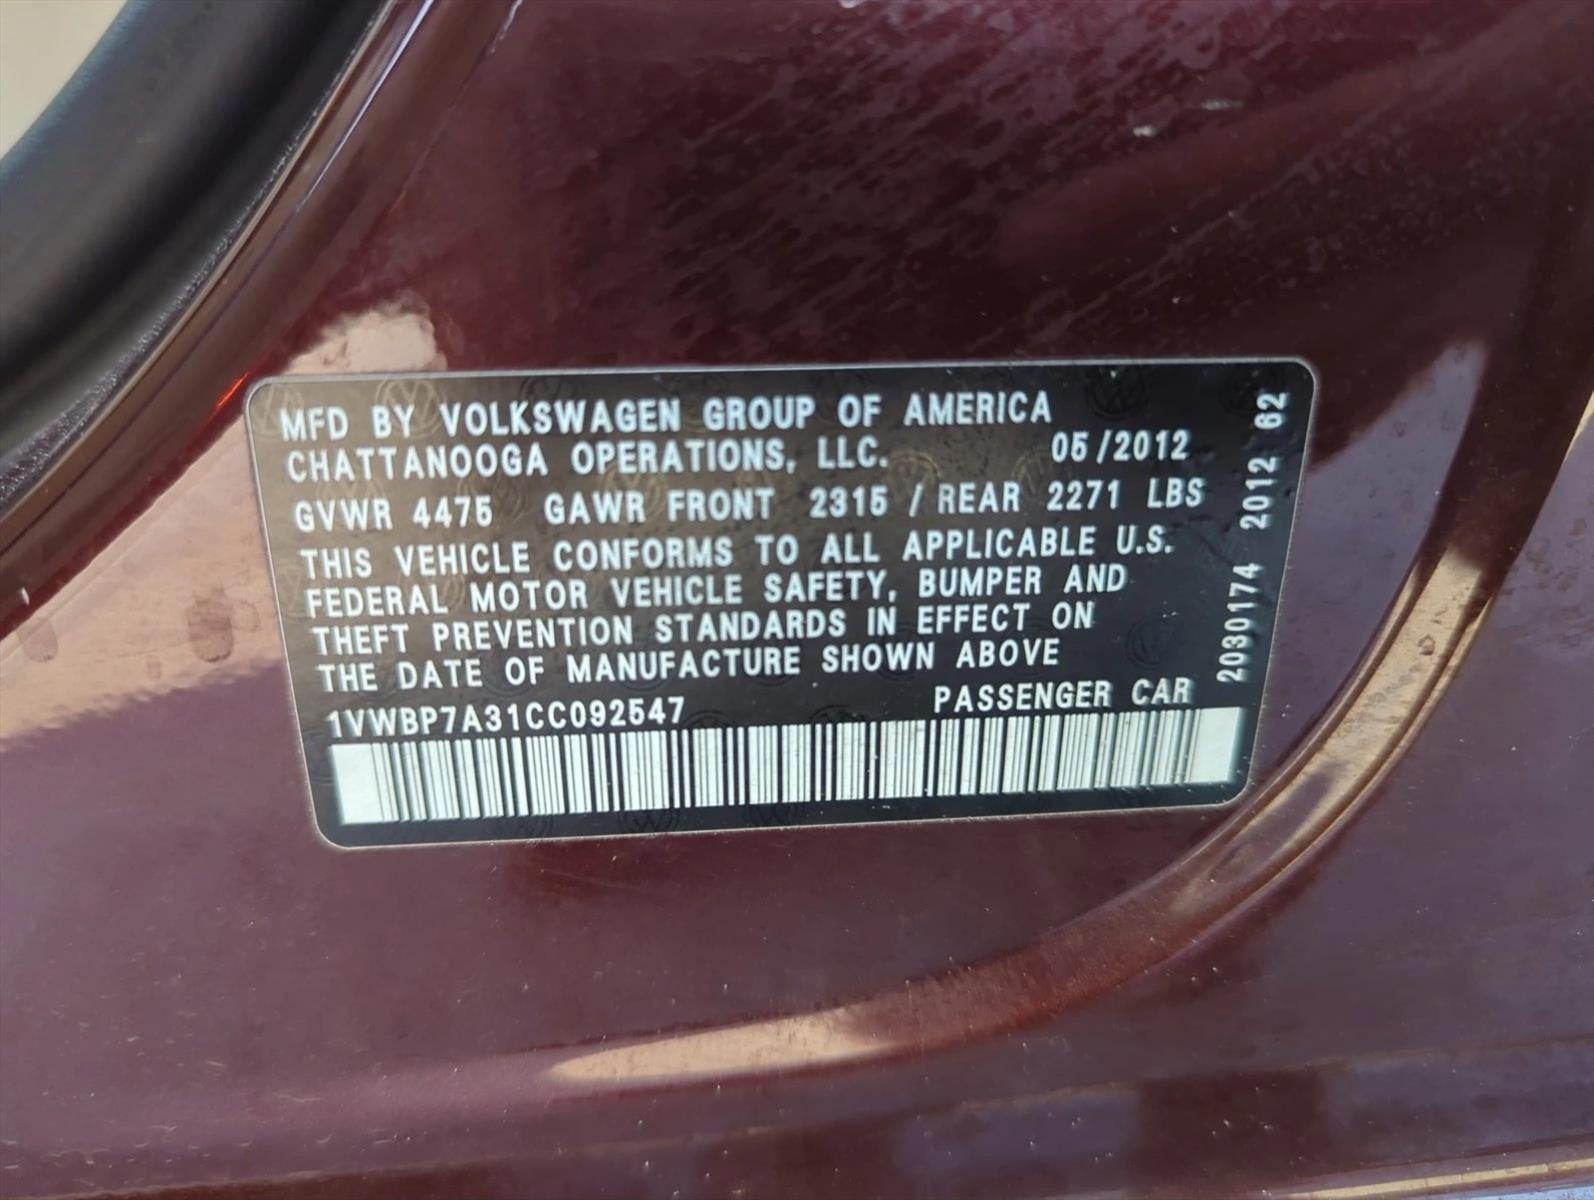 MFD BY VOLKSWAGEN GROUP OF AMERICA
CHATTANOOGA OPERATIONS, LLC. 05/2012
GVWR 4475 GAWR FRONT 2315 / REAR 2271 LBS
THIS VEHICLE CONFORMS TO ALL APPLICABLE U.S.
FEDERAL MOTOR VEHICLE SAFETY, BUMPER AND
THEFT PREVENTION STANDARDS IN EFFECT ON
THE DATE OF MANUFACTURE SHOWN ABOVE
1VWBP7A31CC092547 PASSENGER CAR
2030174 2012 62